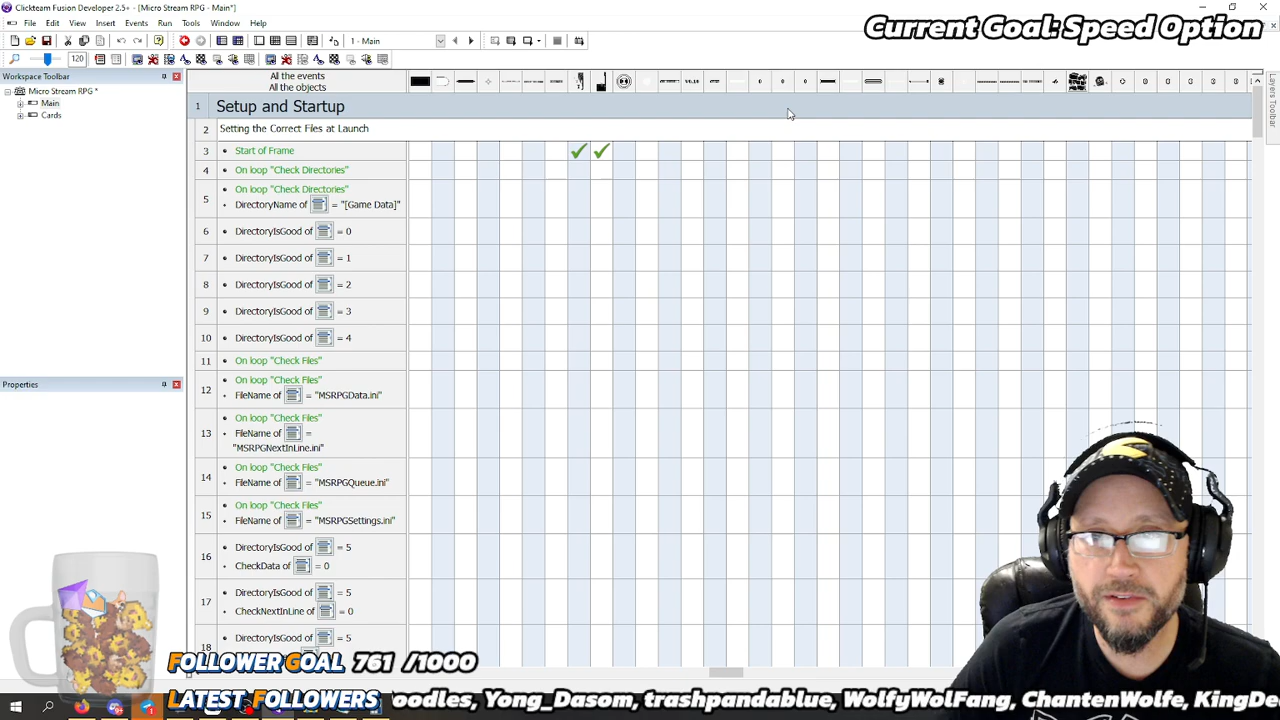 Clickteam Fusion Developer 2.5+ - [Micro Stream RPG - Main*]
File Edit View Insert Events Run Tools Window Help
Current Goal: Speed Option
1 - Main
120
Workspace Toolbar
Micro Stream RPG *
Main
Cards
Properties
Layers Toolbar
All the events
All the objects
1 Setup and Startup
2 Setting the Correct Files at Launch
3 Start of Frame
4 On loop "Check Directories"
5 On loop "Check Directories"
DirectoryName of = "[Game Data]"
6 DirectoryIsGood of = 0
7 DirectoryIsGood of = 1
8 DirectoryIsGood of = 2
9 DirectoryIsGood of = 3
10 DirectoryIsGood of = 4
11 On loop "Check Files"
12 On loop "Check Files"
FileName of = "MSRPGData.ini"
13 On loop "Check Files"
FileName of =
"MSRPGNextInLine.ini"
14 On loop "Check Files"
FileName of = "MSRPGQueue.ini"
15 On loop "Check Files"
FileName of = "MSRPGSettings.ini"
16 DirectoryIsGood of = 5
CheckData of = 0
17 DirectoryIsGood of = 5
CheckNextInLine of = 0
18 DirectoryIsGood of = 5
Follower Goal 761 /1000
Latest Followers oodles, Yong_Dasom, trashpandablue, WolfyWolFang, ChantenWolfe, KingDe